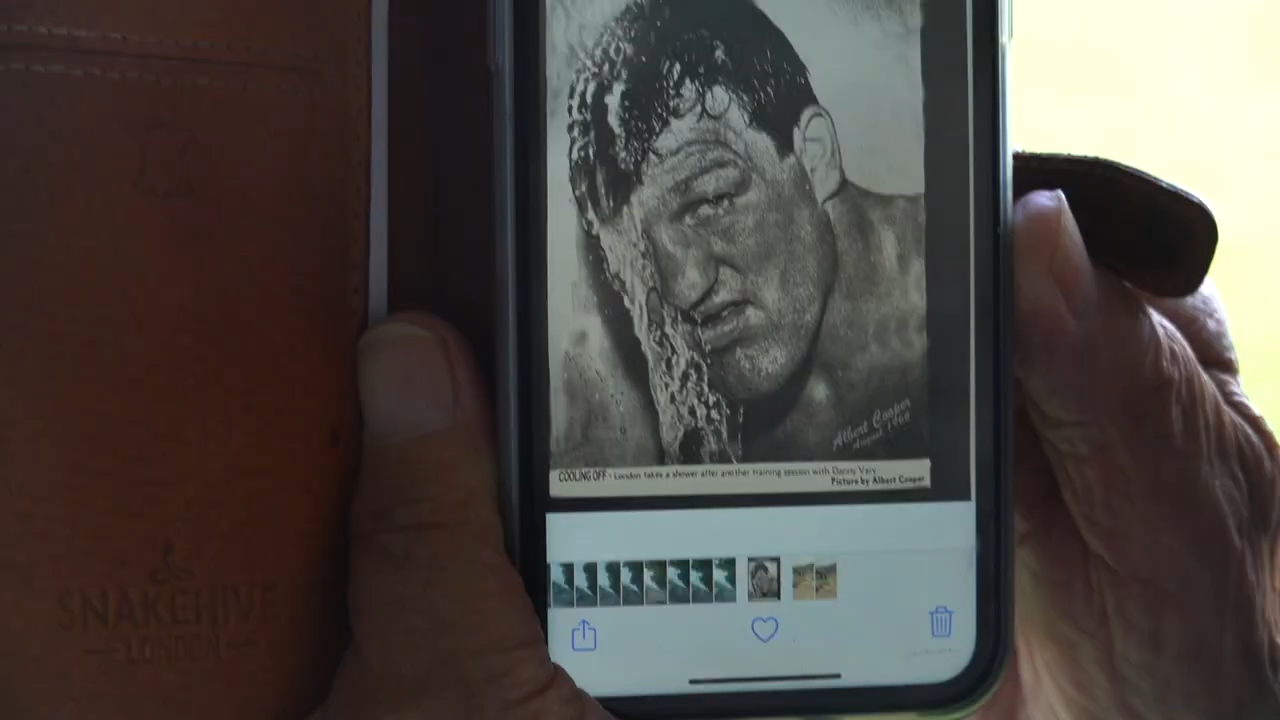 Albert Cooper
August 1968
COOLING OFF - London takes a shower after another training session with Danny Vary
Picture by Albert Cooper
SNAKEHIVE
LONDON